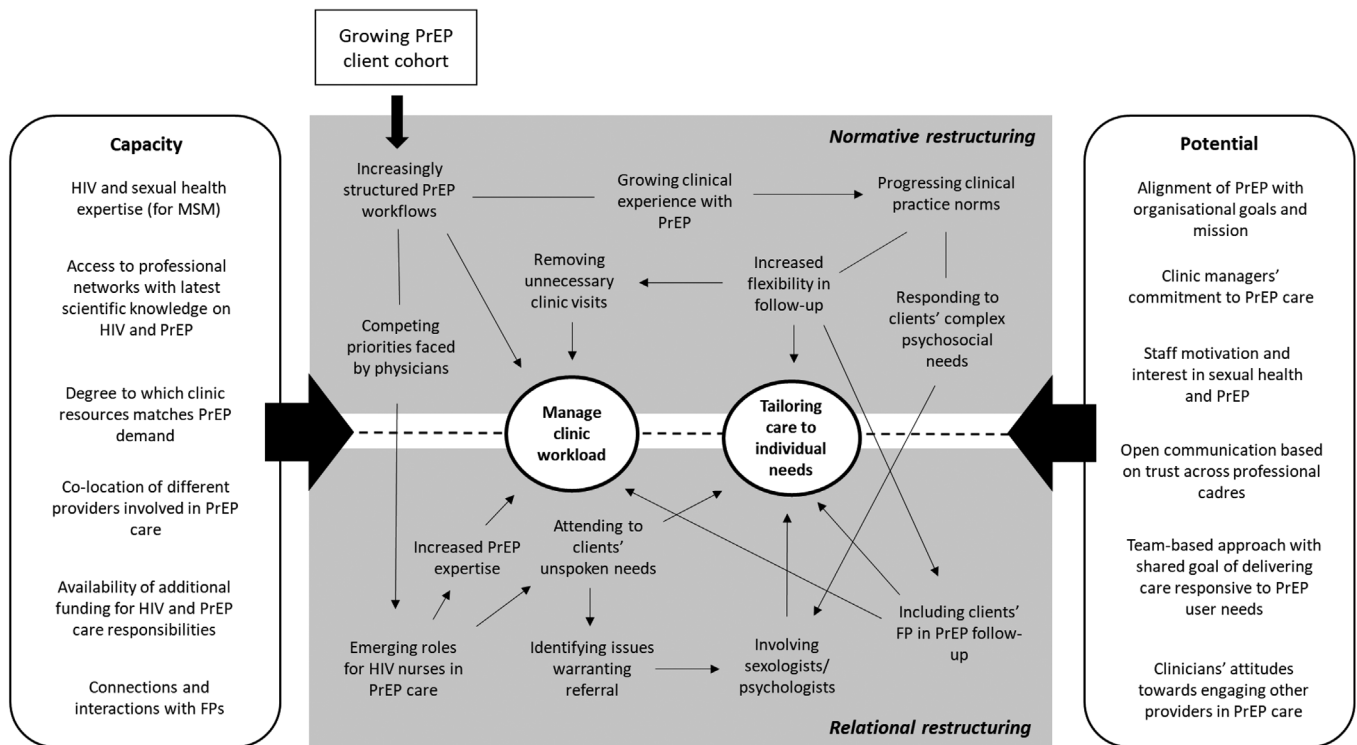 Growing PrEP
client cohort
Capacity
HIV and sexual health
expertise (for MSM)
Access to professional
networks with latest
scientific knowledge on
HIV and PrEP
Degree to which clinic
resources matches PrEP
demand
Co-location of different
providers involved in PrEP
care
Availability of additional
funding for HIV and PrEP
care responsibilities
Connections and
interactions with FPs
Normative restructuring
Increasingly
structured PrEP
workflows
Growing clinical
experience with
PrEP
Progressing clinical
practice norms
Removing
unnecessary
clinic visits
Increased
flexibility in
follow-up
Responding to
clients’ complex
psychosocial
needs
Competing
priorities faced
by physicians
Manage
clinic
workload
Tailoring
care to
individual
needs
Increased PrEP
expertise
Attending to
clients’
unspoken needs
Emerging roles
for HIV nurses in
PrEP care
Identifying issues
warranting
referral
Involving
sexologists/
psychologists
Including clients’
FP in PrEP follow-
up
Relational restructuring
Potential
Alignment of PrEP with
organisational goals and
mission
Clinic managers’
commitment to PrEP care
Staff motivation and
interest in sexual health
and PrEP
Open communication based
on trust across professional
cadres
Team-based approach with
shared goal of delivering
care responsive to PrEP
user needs
Clinicians’ attitudes
towards engaging other
providers in PrEP care